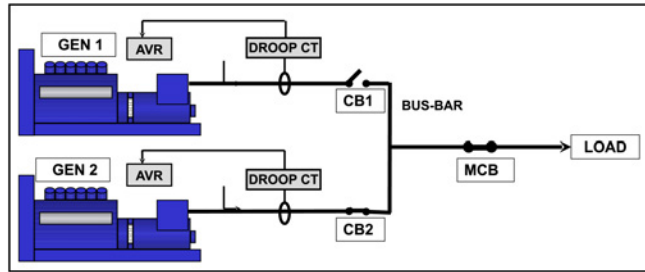 GEN 1
AVR
DROOP CT
CB1
BUS-BAR
GEN 2
AVR
DROOP CT
CB2
MCB
LOAD